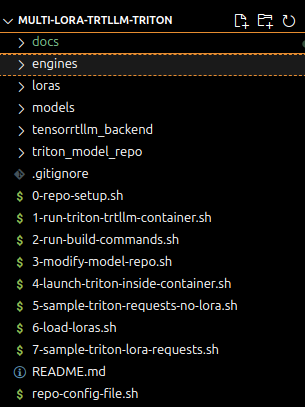 MULTI-LORA-TRTLLM-TRITON
docs
engines
loras
models
tensorrtllm_backend
triton_model_repo
.gitignore
$ 0-repo-setup.sh
$ 1-run-triton-trtllm-container.sh
$ 2-run-build-commands.sh
$ 3-modify-model-repo.sh
$ 4-launch-triton-inside-container.sh
$ 5-sample-triton-requests-no-lora.sh
$ 6-load-loras.sh
$ 7-sample-triton-lora-requests.sh
README.md
$ repo-config-file.sh